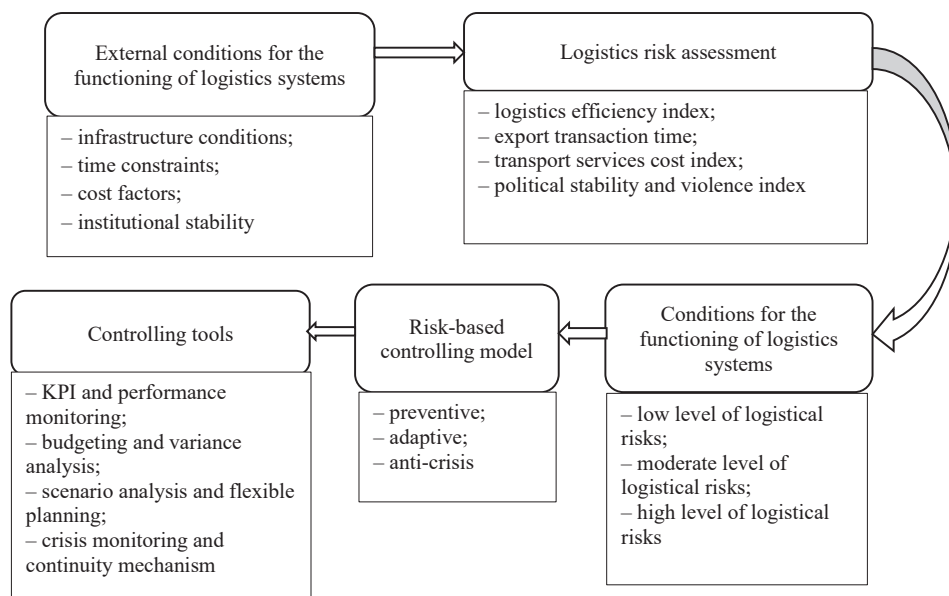 External conditions for the
functioning of logistics systems
– infrastructure conditions;
– time constraints;
– cost factors;
– institutional stability
Logistics risk assessment
– logistics efficiency index;
– export transaction time;
– transport services cost index;
– political stability and violence index
Conditions for the
functioning of logistics
systems
– low level of logistical
risks;
– moderate level of
logistical risks;
– high level of logistical
risks
Risk-based
controlling model
– preventive;
– adaptive;
– anti-crisis
Controlling tools
– KPI and performance
monitoring;
– budgeting and variance
analysis;
– scenario analysis and flexible
planning;
– crisis monitoring and
continuity mechanism